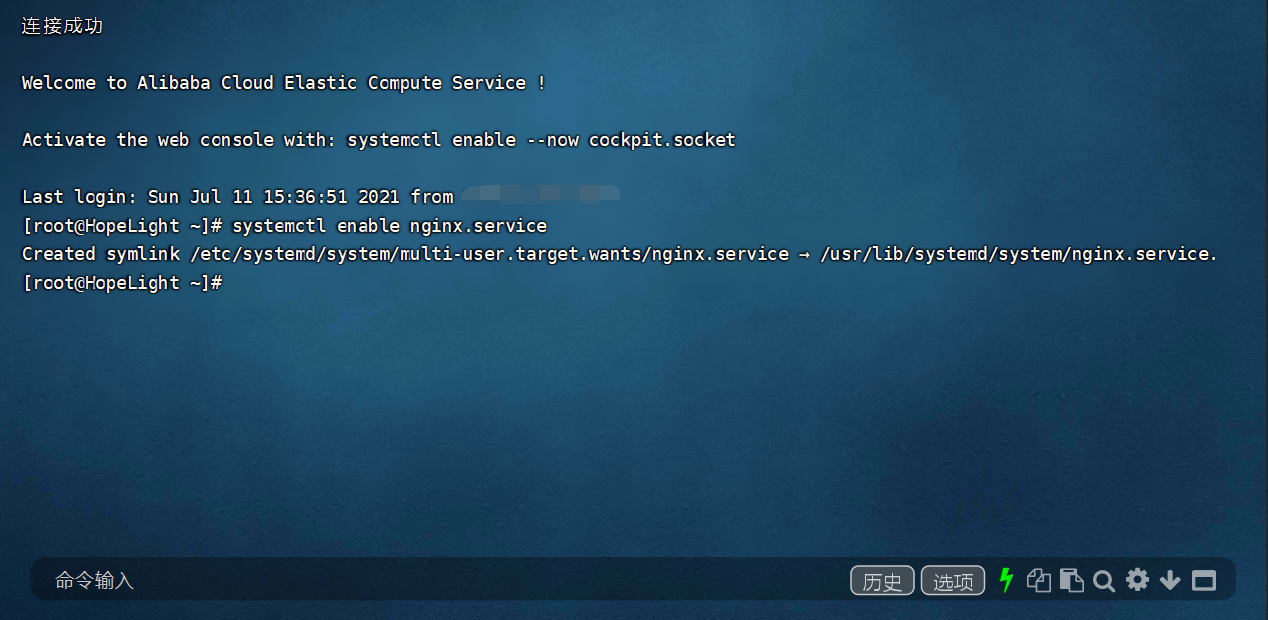 连接成功
Welcome to Alibaba Cloud Elastic Compute Service !
Activate the web console with: systemctl enable --now cockpit.socket
Last login: Sun Jul 11 15:36:51 2021 from
[root@HopeLight ~]# systemctl enable nginx.service
Created symlink /etc/systemd/system/multi-user.target.wants/nginx.service → /usr/lib/systemd/system/nginx.service.
[root@HopeLight ~]#
命令输入 历史 选项